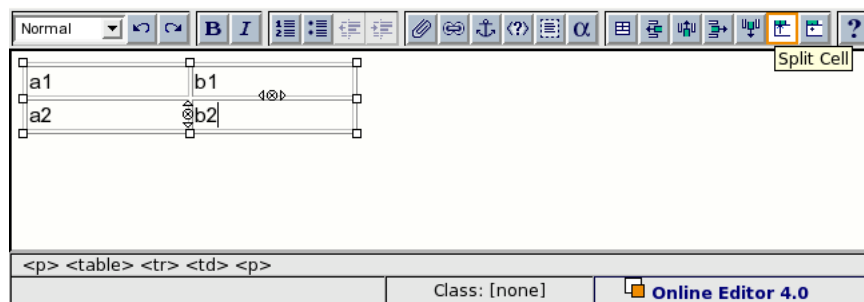 Normal B I α ?
Split Cell
a1 b1
a2 b2
<p> <table> <tr> <td> <p>
Class: [none] Online Editor 4.0